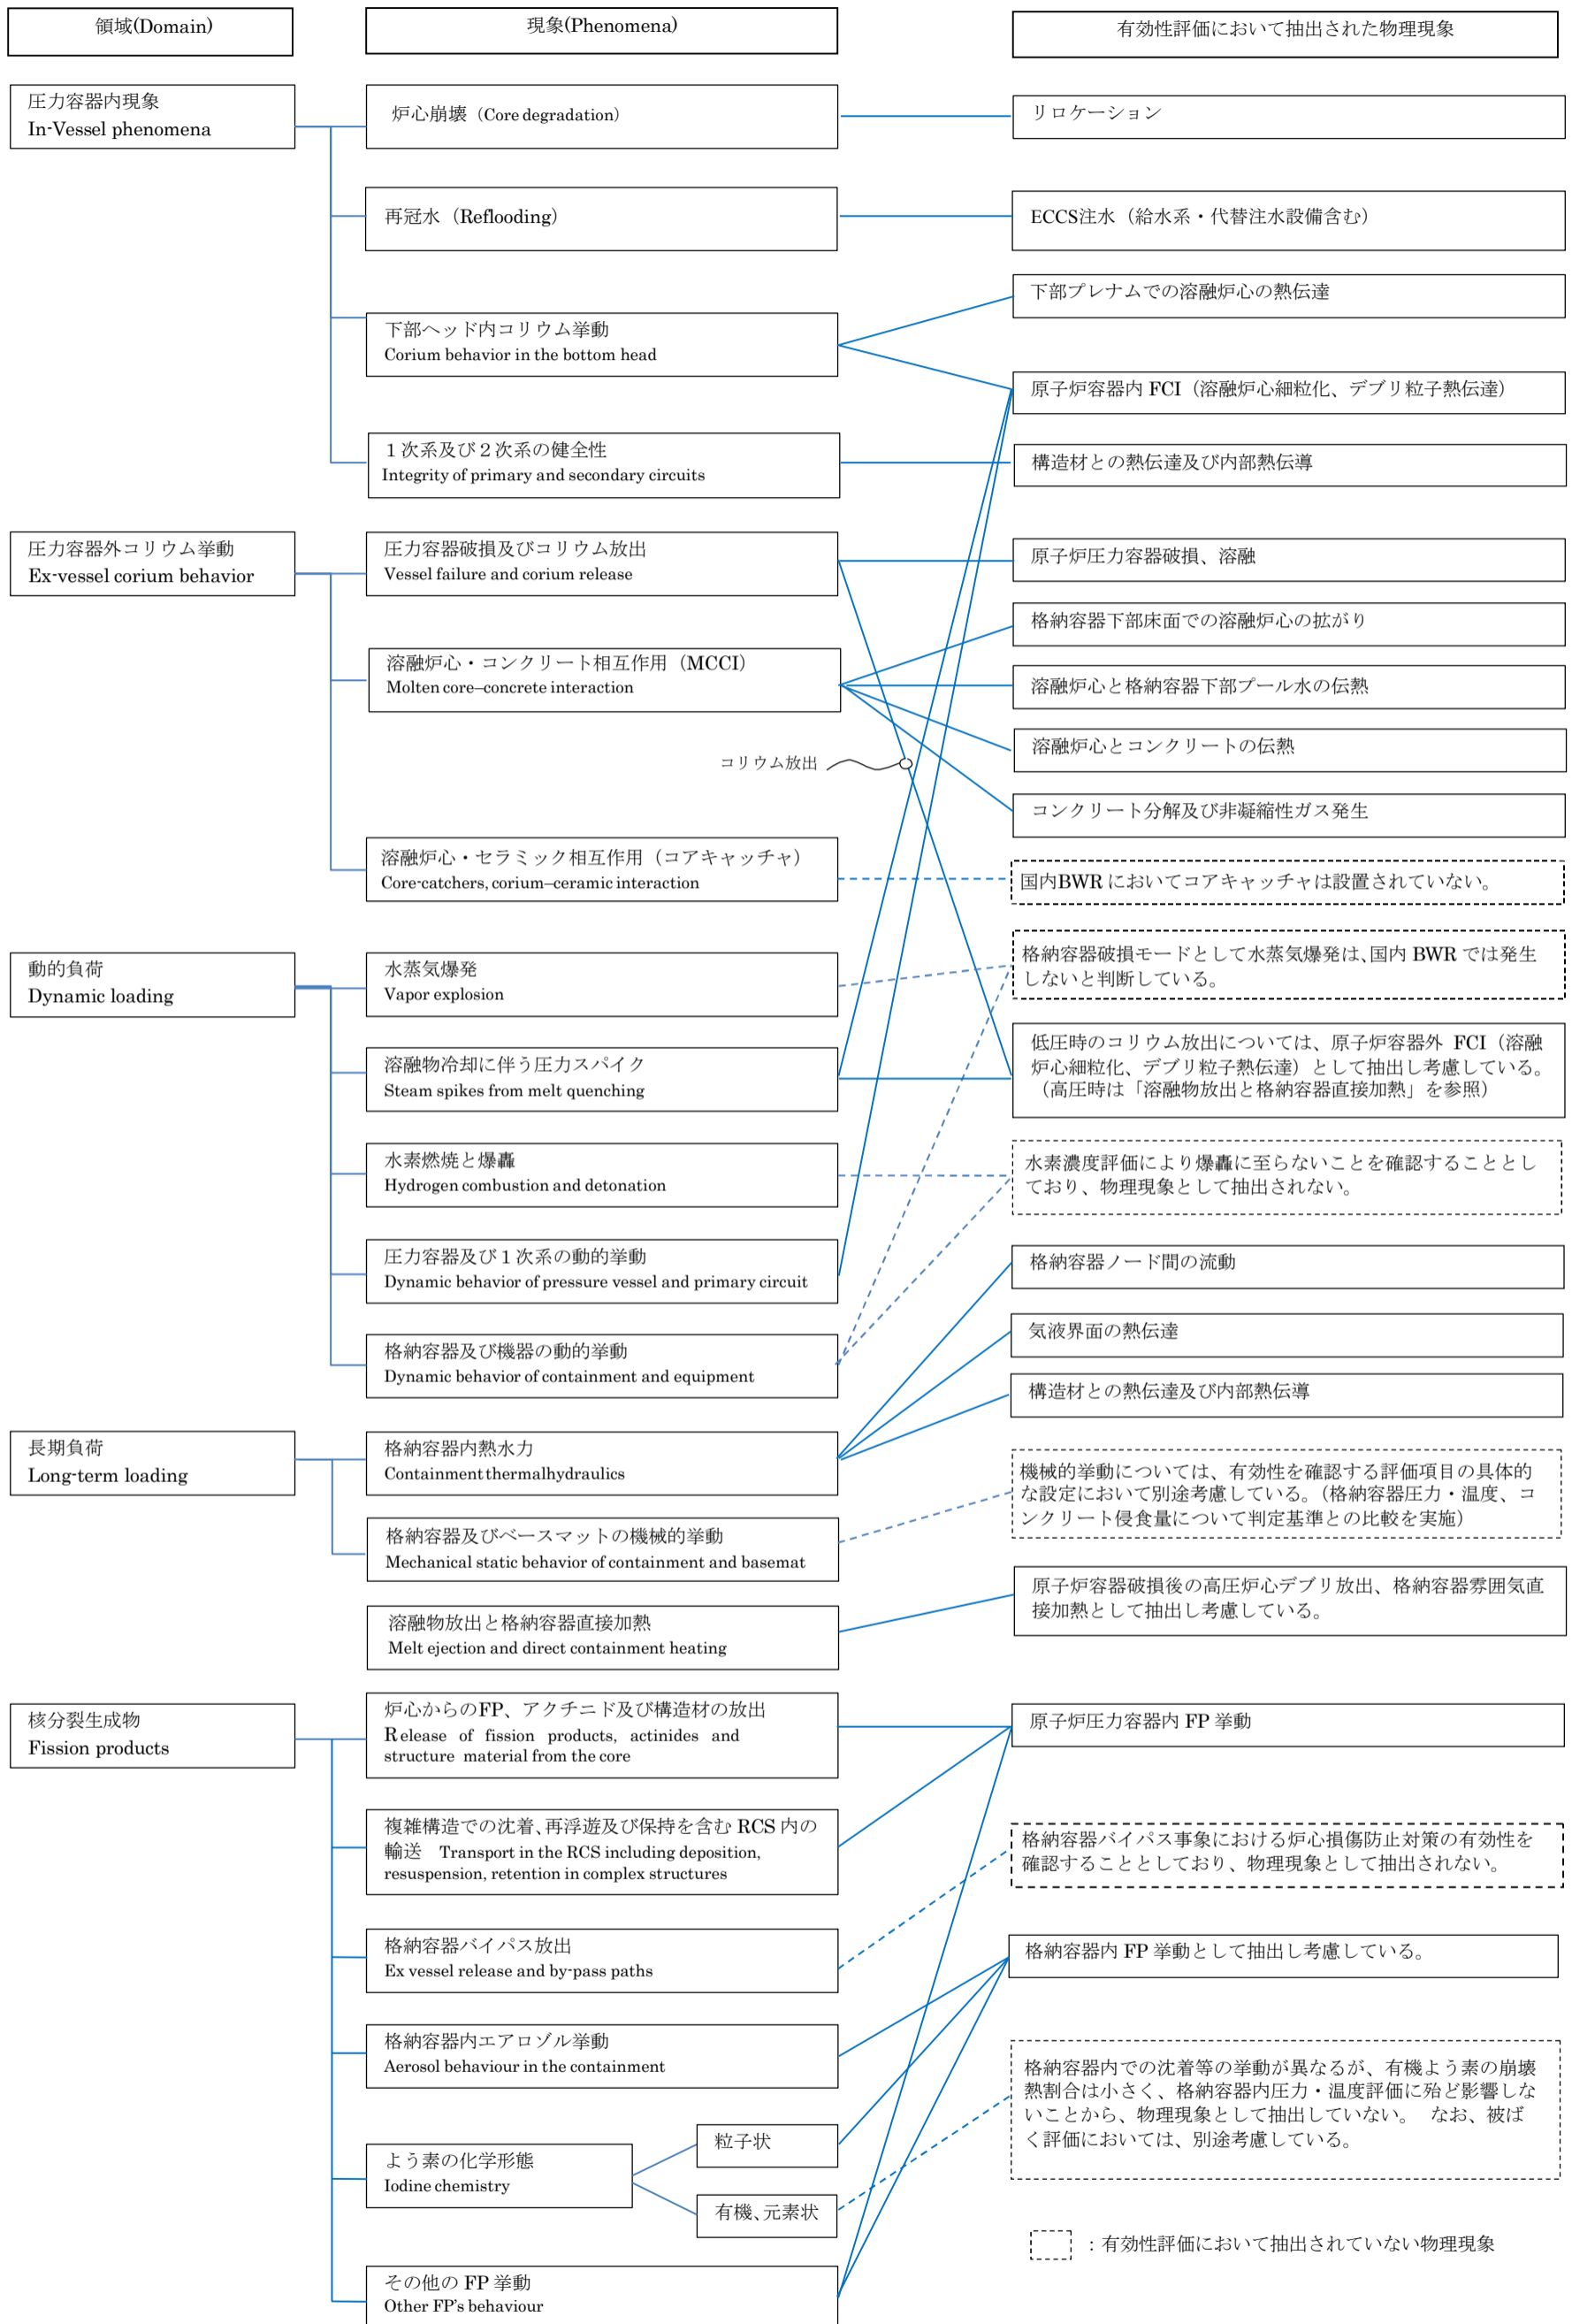 領域(Domain)
現象(Phenomena)
有効性評価において抽出された物理現象
圧力容器内現象
In-Vessel phenomena
炉心崩壊（Core degradation）
リロケーション
再冠水（Reflooding）
ECCS注水（給水系・代替注水設備含む）
下部ヘッド内コリウム挙動
Corium behavior in the bottom head
下部プレナムでの溶融炉心の熱伝達
原子炉容器内 FCI（溶融炉心細粒化、デブリ粒子熱伝達）
１次系及び２次系の健全性
Integrity of primary and secondary circuits
構造材との熱伝達及び内部熱伝導
圧力容器外コリウム挙動
Ex-vessel corium behavior
圧力容器破損及びコリウム放出
Vessel failure and corium release
原子炉圧力容器破損、溶融
格納容器下部床面での溶融炉心の拡がり
溶融炉心・コンクリート相互作用（MCCI）
Molten core–concrete interaction
溶融炉心と格納容器下部プール水の伝熱
溶融炉心とコンクリートの伝熱
コリウム放出
コンクリート分解及び非凝縮性ガス発生
溶融炉心・セラミック相互作用（コアキャッチャ）
Core-catchers, corium–ceramic interaction
国内BWR においてコアキャッチャは設置されていない。
動的負荷
Dynamic loading
水蒸気爆発
Vapor explosion
格納容器破損モードとして水蒸気爆発は、国内 BWR では発生
しないと判断している。
溶融物冷却に伴う圧力スパイク
Steam spikes from melt quenching
低圧時のコリウム放出については、原子炉容器外 FCI（溶融
炉心細粒化、デブリ粒子熱伝達）として抽出し考慮している。
（高圧時は「溶融物放出と格納容器直接加熱」を参照）
水素燃焼と爆轟
Hydrogen combustion and detonation
水素濃度評価により爆轟に至らないことを確認することとし
ており、物理現象として抽出されない。
圧力容器及び１次系の動的挙動
Dynamic behavior of pressure vessel and primary circuit
格納容器ノード間の流動
気液界面の熱伝達
格納容器及び機器の動的挙動
Dynamic behavior of containment and equipment
構造材との熱伝達及び内部熱伝導
長期負荷
Long-term loading
格納容器内熱水力
Containment thermalhydraulics
機械的挙動については、有効性を確認する評価項目の具体的
な設定において別途考慮している。（格納容器圧力・温度、コ
ンクリート侵食量について判定基準との比較を実施）
格納容器及びベースマットの機械的挙動
Mechanical static behavior of containment and basemat
溶融物放出と格納容器直接加熱
Melt ejection and direct containment heating
原子炉容器破損後の高圧炉心デブリ放出、格納容器雰囲気直
接加熱として抽出し考慮している。
核分裂生成物
Fission products
炉心からのFP、アクチニド及び構造材の放出
Release of fission products, actinides and
structure material from the core
原子炉圧力容器内 FP 挙動
複雑構造での沈着、再浮遊及び保持を含む RCS 内の
輸送 Transport in the RCS including deposition,
resuspension, retention in complex structures
格納容器バイパス事象における炉心損傷防止対策の有効性を
確認することとしており、物理現象として抽出されない。
格納容器バイパス放出
Ex vessel release and by-pass paths
格納容器内 FP 挙動として抽出し考慮している。
格納容器内エアロゾル挙動
Aerosol behaviour in the containment
格納容器内での沈着等の挙動が異なるが、有機よう素の崩壊
熱割合は小さく、格納容器内圧力・温度評価に殆ど影響しな
いことから、物理現象として抽出していない。 なお、被ば
く評価においては、別途考慮している。
よう素の化学形態
Iodine chemistry
粒子状
有機、元素状
：有効性評価において抽出されていない物理現象
その他の FP 挙動
Other FP's behaviour